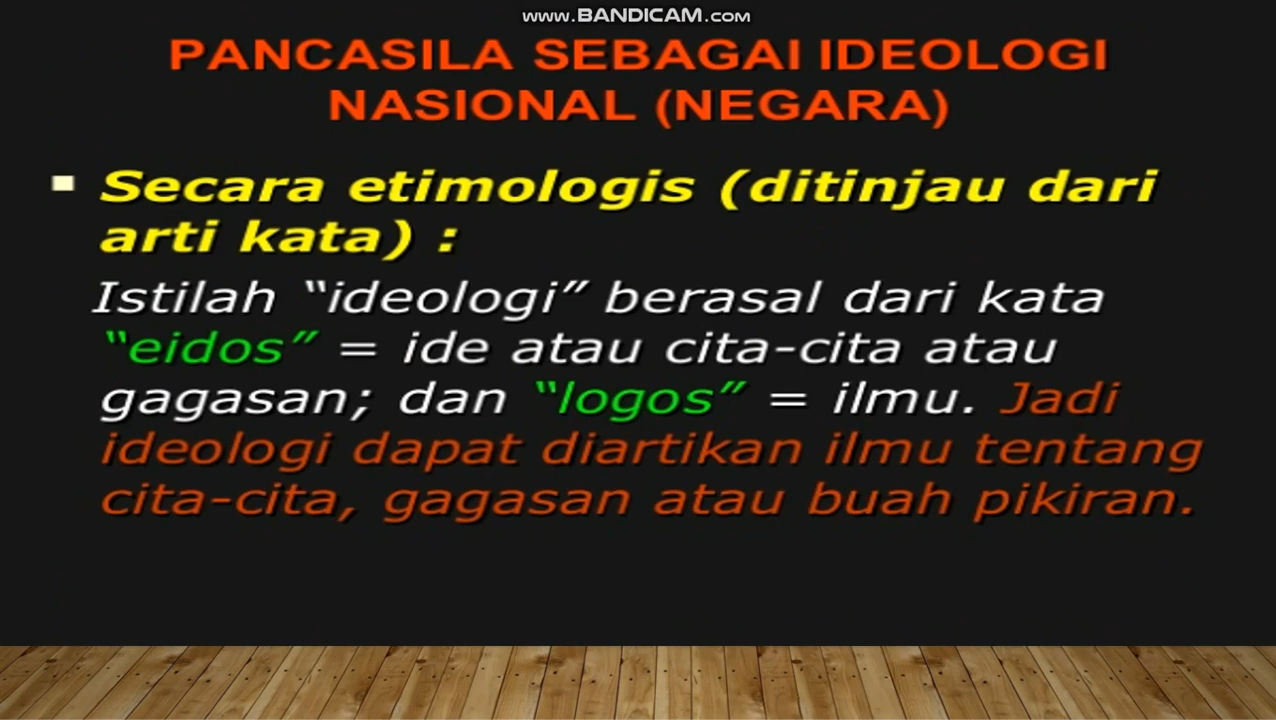 www.BANDICAM.com
PANCASILA SEBAGAI IDEOLOGI
NASIONAL (NEGARA)
Secara etimologis (ditinjau dari
arti kata) :
Istilah “ideologi” berasal dari kata
“eidos” = ide atau cita-cita atau
gagasan; dan “logos” = ilmu. Jadi
ideologi dapat diartikan ilmu tentang
cita-cita, gagasan atau buah pikiran.